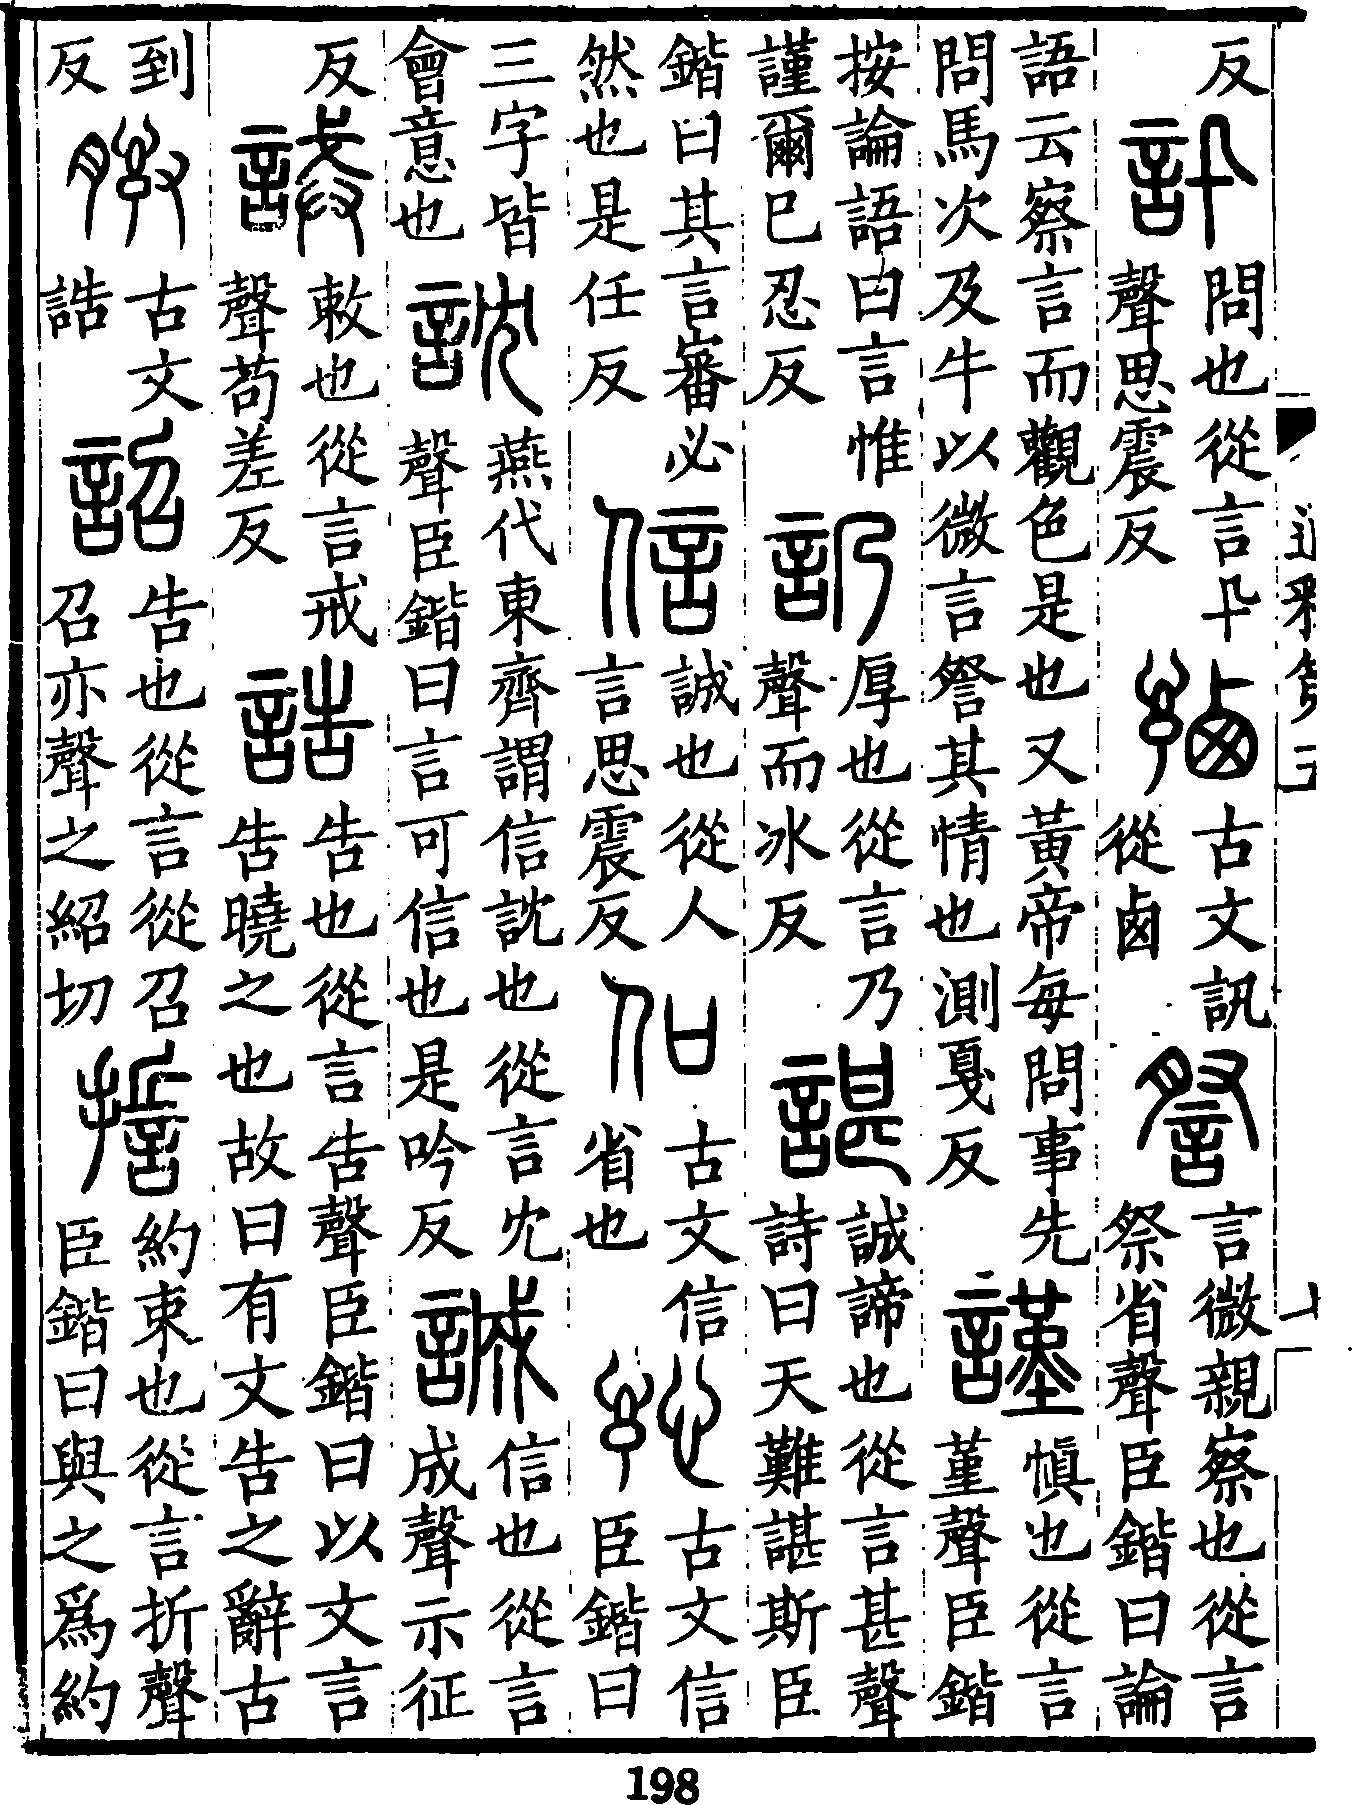 反
訊
問也從言卂
聲思震反
𧨅
古文訊
從鹵
詧
言微親察也從言
祭省聲臣鍇曰論
語云察言而觀色是也又黃帝每問事先
問馬次及牛以微言詧其情也測戛反
謹
愼也從言
堇聲臣鍇
按論語曰言惟
謹爾已忍反
䚮
厚也從言乃
聲而冰反
諶
誠諦也從言甚聲
詩曰天難諶斯臣
鍇曰其言審必
然也是任反
信
誠也從人
言思震反
㐰
古文信
省也
訫
古文信
臣鍇曰
三字皆
會意也
訦
燕代東齊謂信訦也從言冘
聲臣鍇曰言可信也是吟反
誠
信也從言
成聲示征
反
誡
敕也從言戒
聲苟差反
誥
告也從言告聲臣鍇曰以文言
告曉之也故曰有文告之辭古
到
反
古文
誥
詔
告也從言從召
召亦聲之紹切
誓
約束也從言折聲
臣鍇曰與之爲約
198